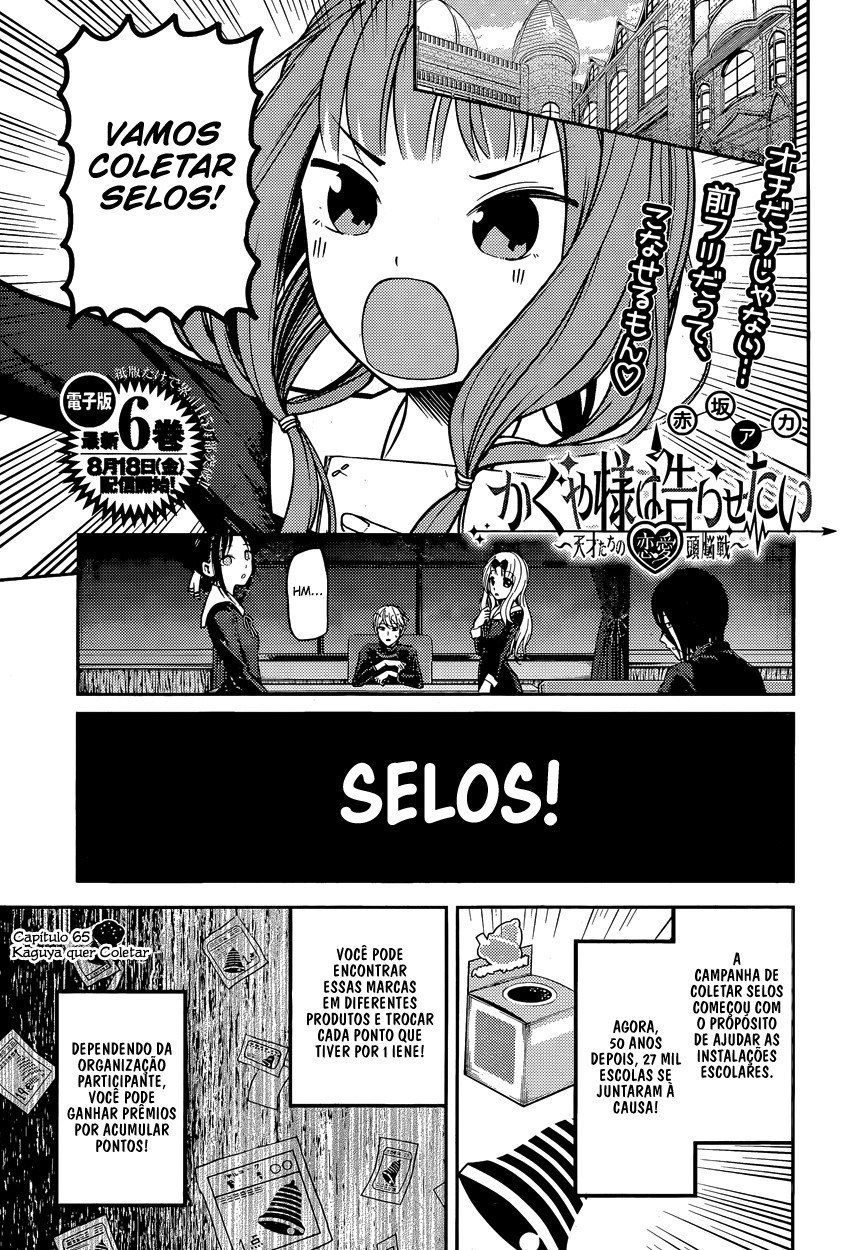 VAMOS
COLETAR
SELOS!
オチだけじゃない…
前フリだって、
こなせるもん♡
赤坂アカ
かぐや様は告らせたい
～天才たちの恋愛頭脳戦～
電子版
最新6巻
8月18日(金)
配信開始!
HM...
SELOS!
A
CAMPANHA DE
COLETAR SELOS
COMEÇOU COM
O PROPÓSITO
DE AJUDAR AS
INSTALAÇÕES
ESCOLARES.
AGORA,
50 ANOS
DEPOIS, 27 MIL
ESCOLAS SE
JUNTARAM À
CAUSA!
Capítulo 65
Kaguya quer Coletar
VOCÊ PODE
ENCONTRAR
ESSAS MARCAS
EM DIFERENTES
PRODUTOS E TROCAR
CADA PONTO QUE
TIVER POR 1 IENE!
DEPENDENDO DA
ORGANIZAÇÃO
PARTICIPANTE,
VOCÊ PODE
GANHAR PRÊMIOS
POR ACUMULAR
PONTOS!